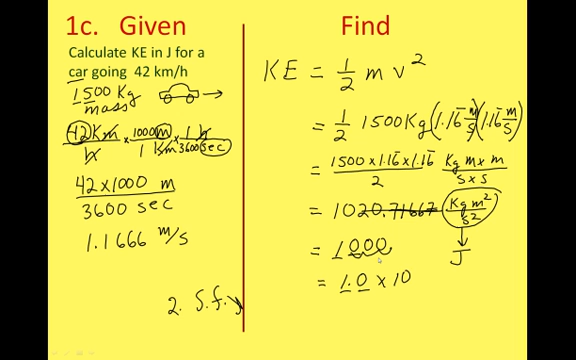 1c. Given
Calculate KE in J for a
car going 42 km/h
1500 Kg
mass
42 Km/h × 1000 m/1 Km × 1 h/3600 sec
42 × 1000 m
3600 sec
1.1666 m/s
2. S.f.
Find
KE = 1/2 m v²
= 1/2 1500 Kg (1.16 m/s)(1.16 m/s)
= 1500 × 1.16 × 1.16 / 2 Kg m × m / s × s
= 1020.71667 Kg m²/s²
= 1000 J
= 1.0 × 10